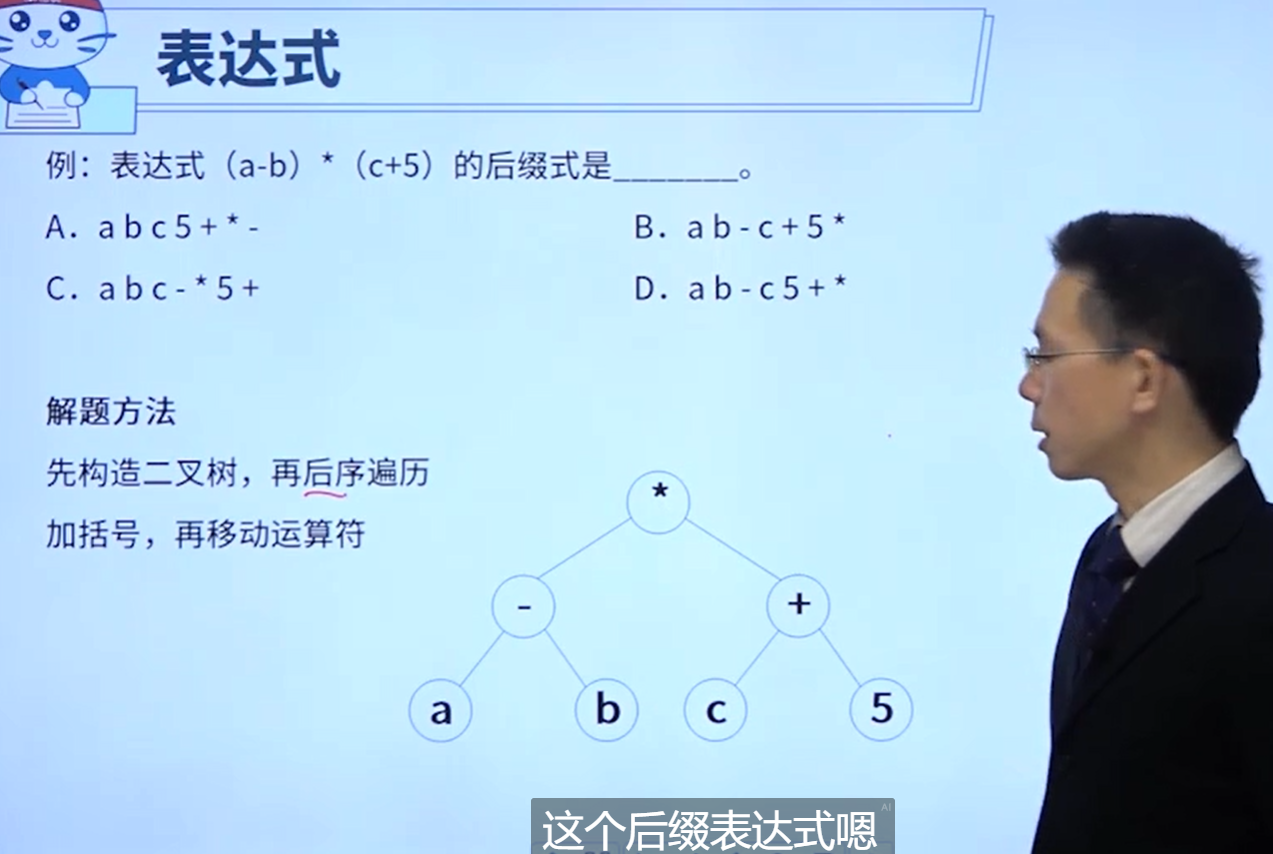 表达式
例：表达式（a-b）*（c+5）的后缀式是_______。
A．a b c 5 + * -
B．a b - c + 5 *
C．a b c - * 5 +
D．a b - c 5 + *
解题方法
先构造二叉树，再后序遍历
加括号，再移动运算符
*
- +
a b c 5
AI
这个后缀表达式嗯